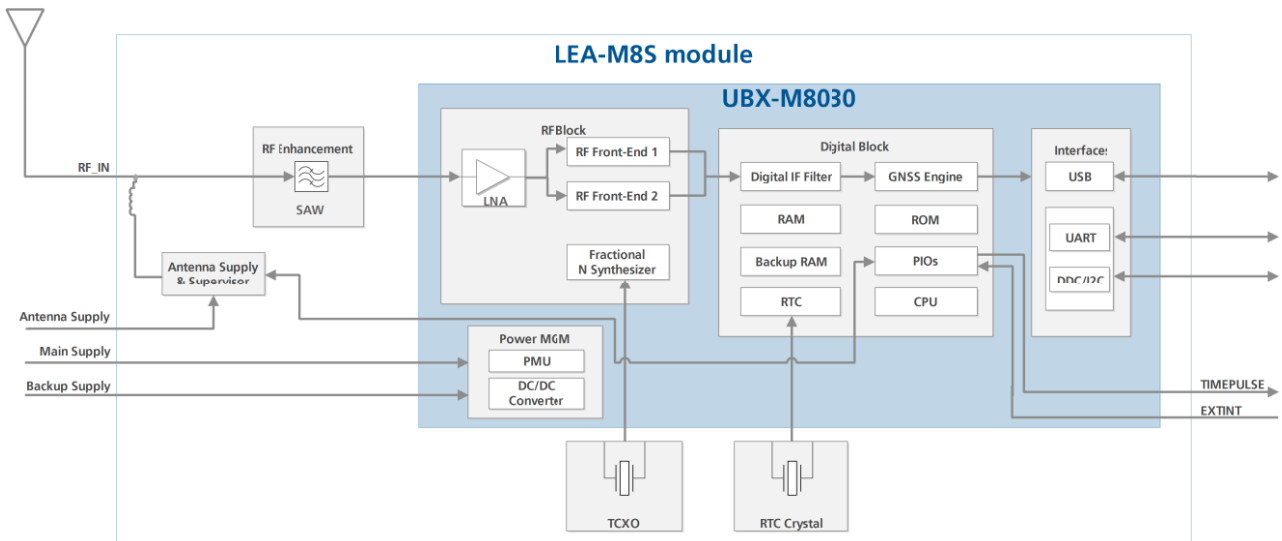 LEA-M8S module
UBX-M8030
RF_IN
RF Enhancement
SAW
RFBlock
LNA
RF Front-End 1
RF Front-End 2
Fractional
N Synthesizer
Digital Block
Digital IF Filter
GNSS Engine
RAM
ROM
Backup RAM
PIOs
RTC
CPU
Interfaces
USB
UART
DDC/I2C
Antenna Supply
& Supervisor
Antenna Supply
Main Supply
Backup Supply
Power MGM
PMU
DC/DC
Converter
TIMEPULSE
EXTINT
TCXO
RTC Crystal